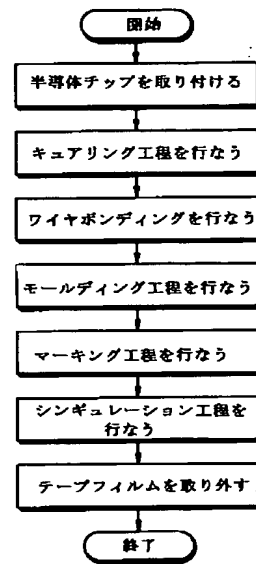 開始
半導体チップを取り付ける
キュアリング工程を行なう
ワイヤボンディングを行なう
モールディング工程を行なう
マーキング工程を行なう
シンギュレーション工程を
行なう
テープフィルムを取り外す
終了